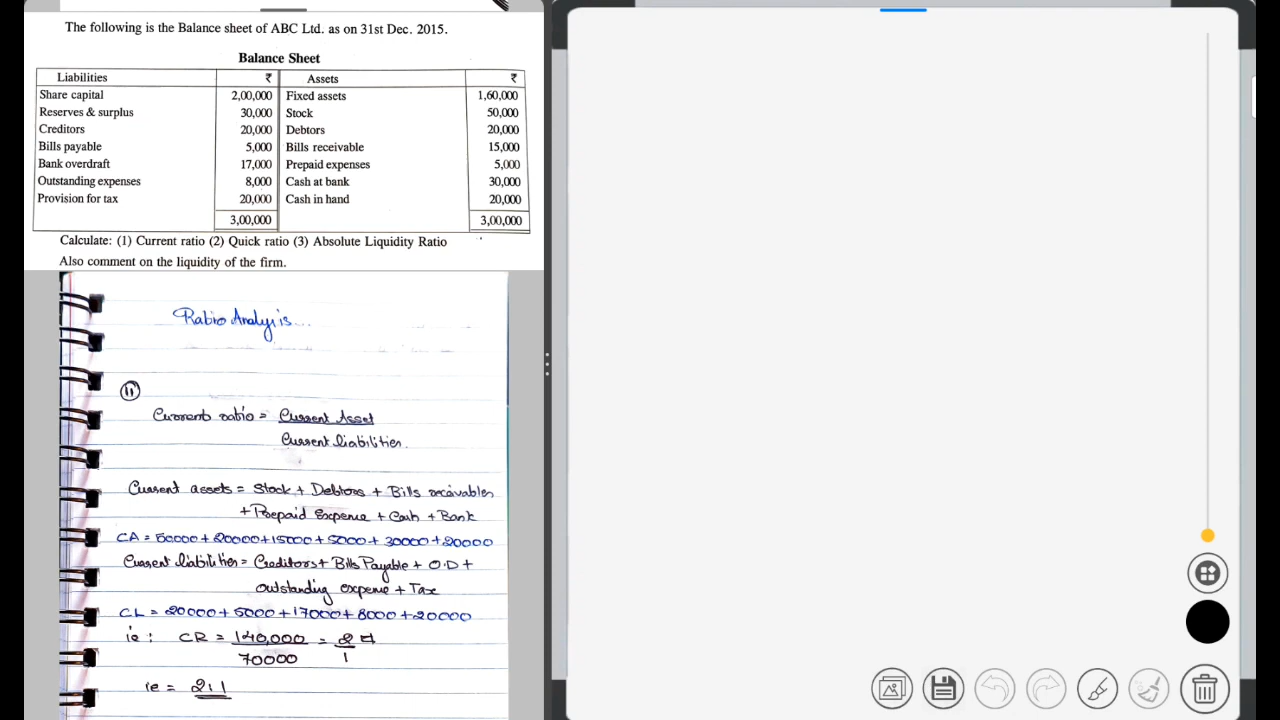 The following is the Balance sheet of ABC Ltd. as on 31st Dec. 2015.
Balance Sheet
Liabilities ₹ Assets ₹
Share capital 2,00,000 Fixed assets 1,60,000
Reserves & surplus 30,000 Stock 50,000
Creditors 20,000 Debtors 20,000
Bills payable 5,000 Bills receivable 15,000
Bank overdraft 17,000 Prepaid expenses 5,000
Outstanding expenses 8,000 Cash at bank 30,000
Provision for tax 20,000 Cash in hand 20,000
3,00,000 3,00,000
Calculate: (1) Current ratio (2) Quick ratio (3) Absolute Liquidity Ratio
Also comment on the liquidity of the firm.
Ratio Analysis...
11
Current ratio = Current Asset
Current liabilities.
Current assets = Stock + Debtors + Bills receivables
+ Prepaid Expense + Cash + Bank
CA = 50000 + 20000 + 15000 + 5000 + 30000 + 20000
Current liabilities = Creditors + Bills Payable + O.D +
outstanding expense + Tax
CL = 20000 + 5000 + 17000 + 8000 + 20000
ie : CR = 140,000 = 2
70000 1
ie = 2:1